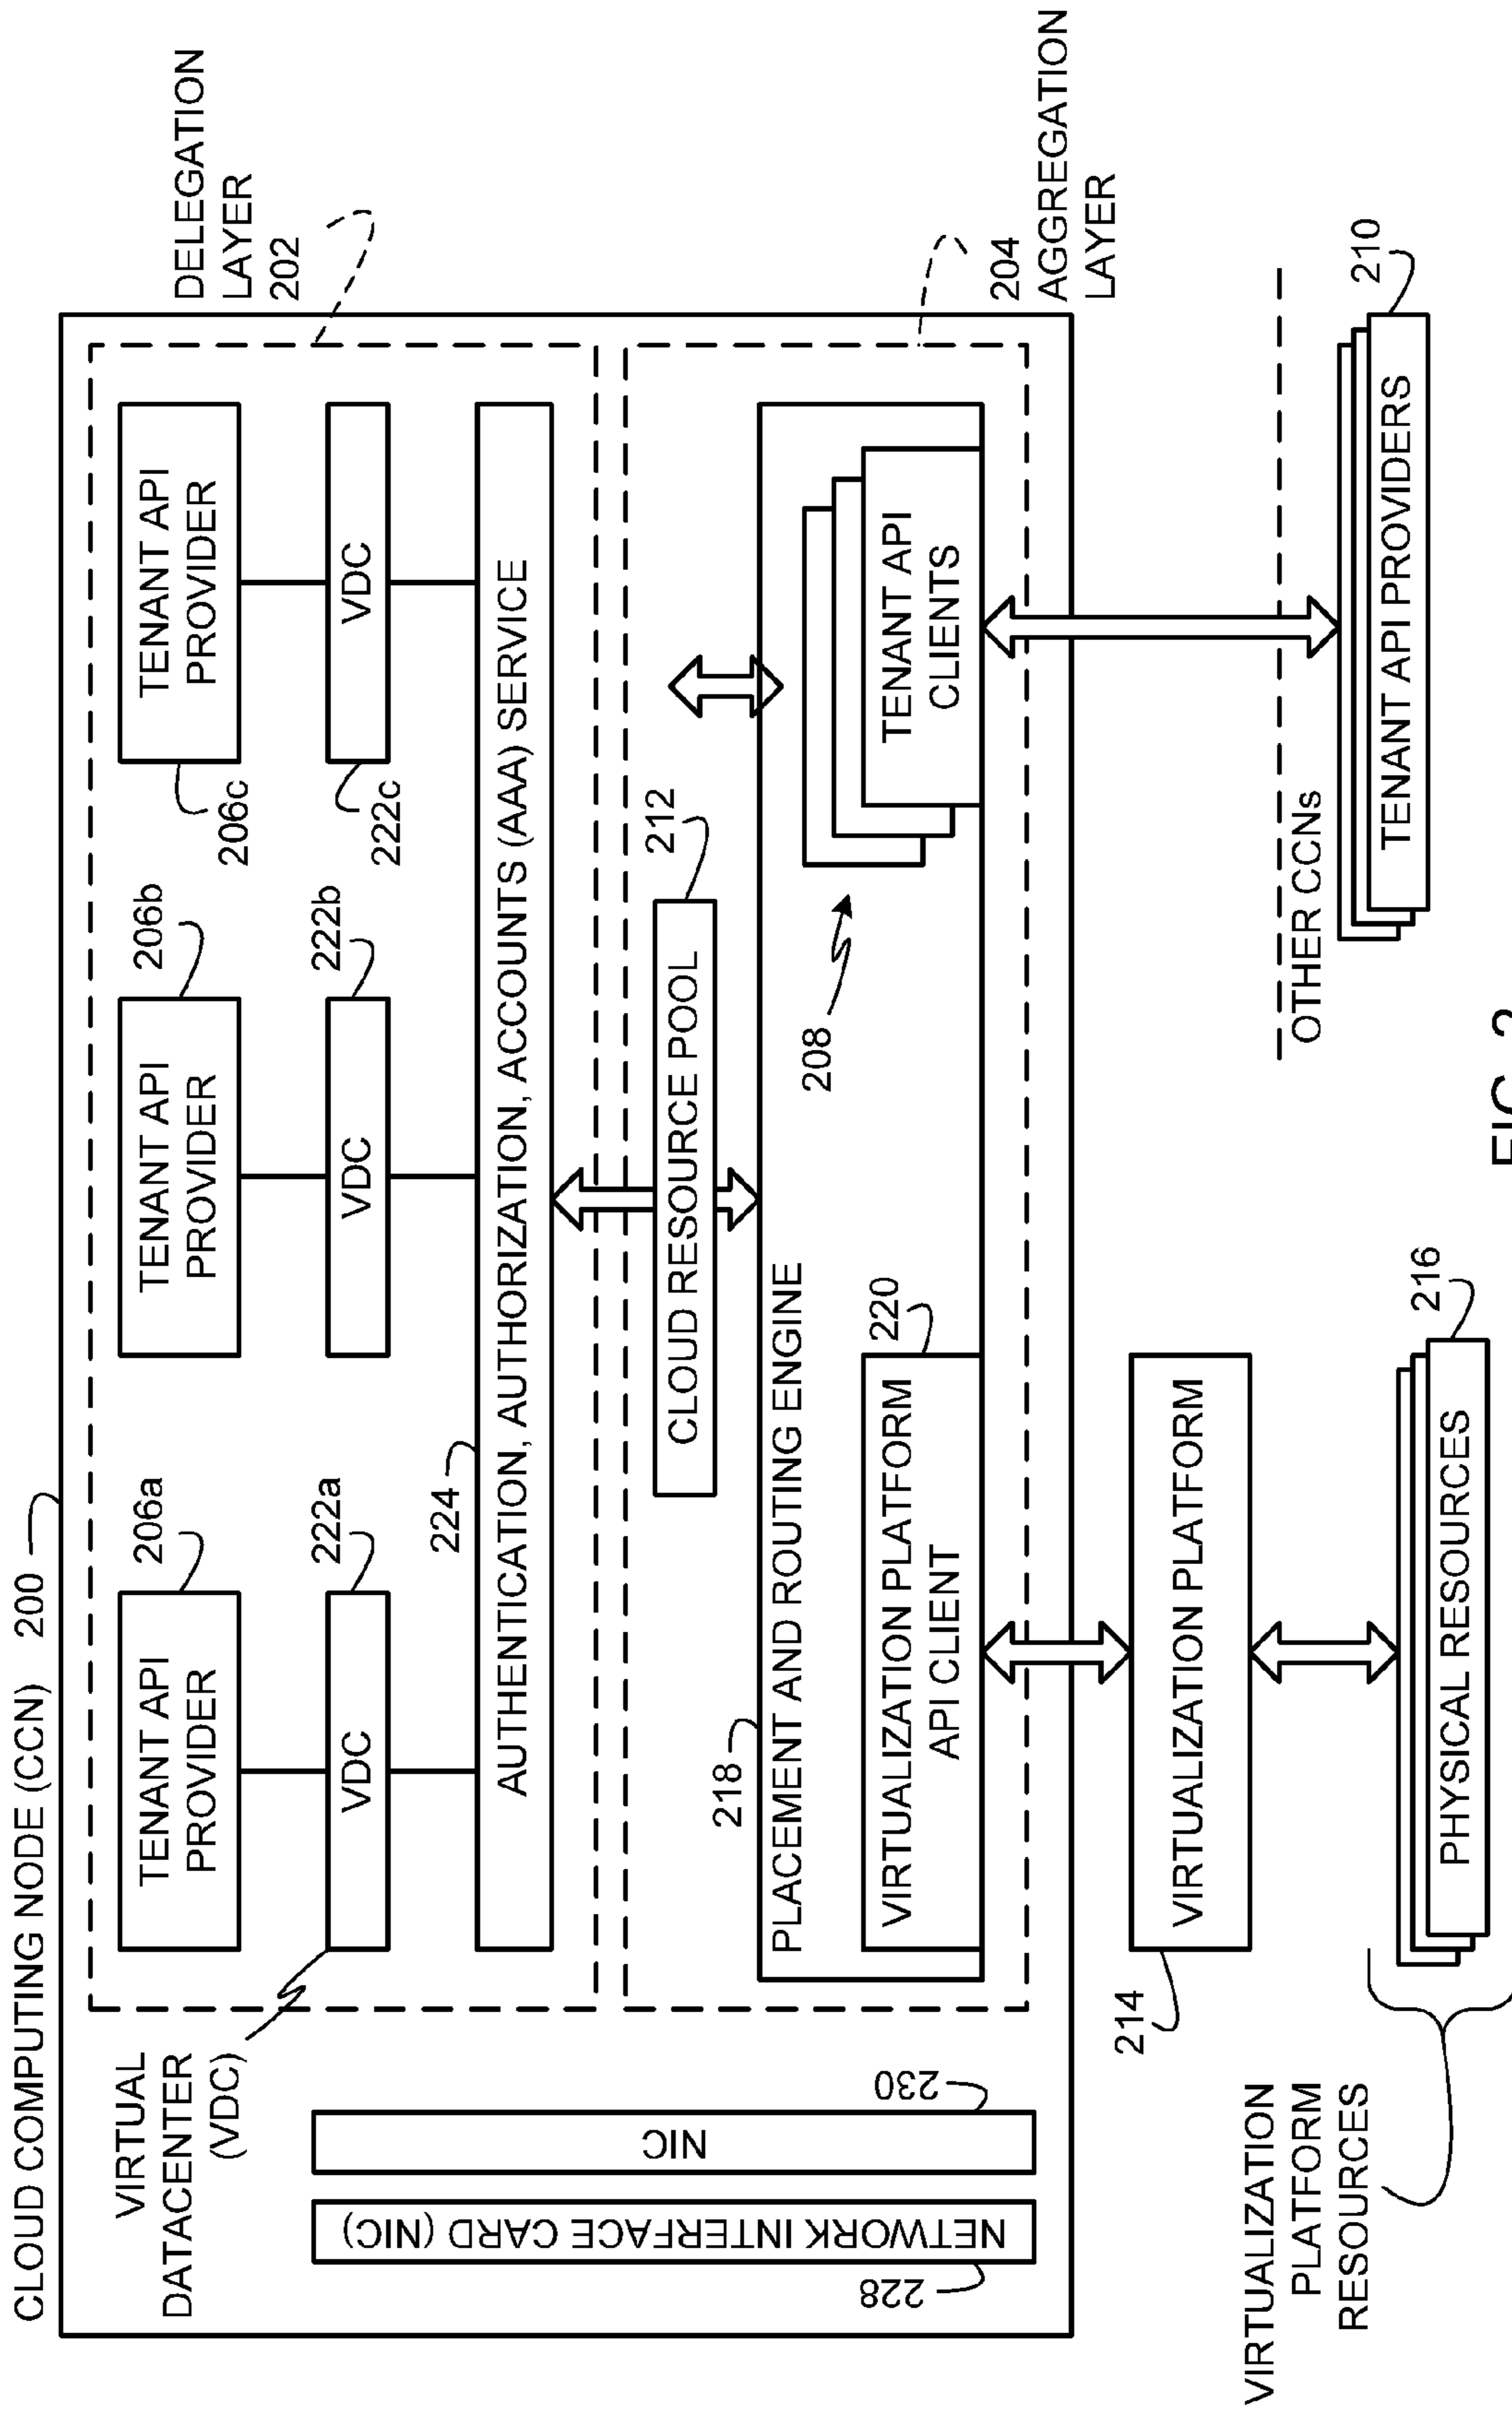 CLOUD COMPUTING NODE (CCN) 200
DELEGATION
LAYER
202
VIRTUAL
DATACENTER
(VDC)
TENANT API
PROVIDER
206a
TENANT API
PROVIDER
206b
TENANT API
PROVIDER
206c
VDC
222a
VDC
222b
VDC
222c
224
AUTHENTICATION, AUTHORIZATION, ACCOUNTS (AAA) SERVICE
CLOUD RESOURCE POOL
212
218
PLACEMENT AND ROUTING ENGINE
208
VIRTUALIZATION PLATFORM
API CLIENT
220
TENANT API
CLIENTS
204
AGGREGATION
LAYER
228
NETWORK INTERFACE CARD (NIC)
NIC
230
214
VIRTUALIZATION PLATFORM
OTHER CCNs
TENANT API PROVIDERS
210
VIRTUALIZATION
PLATFORM
RESOURCES
PHYSICAL RESOURCES
216